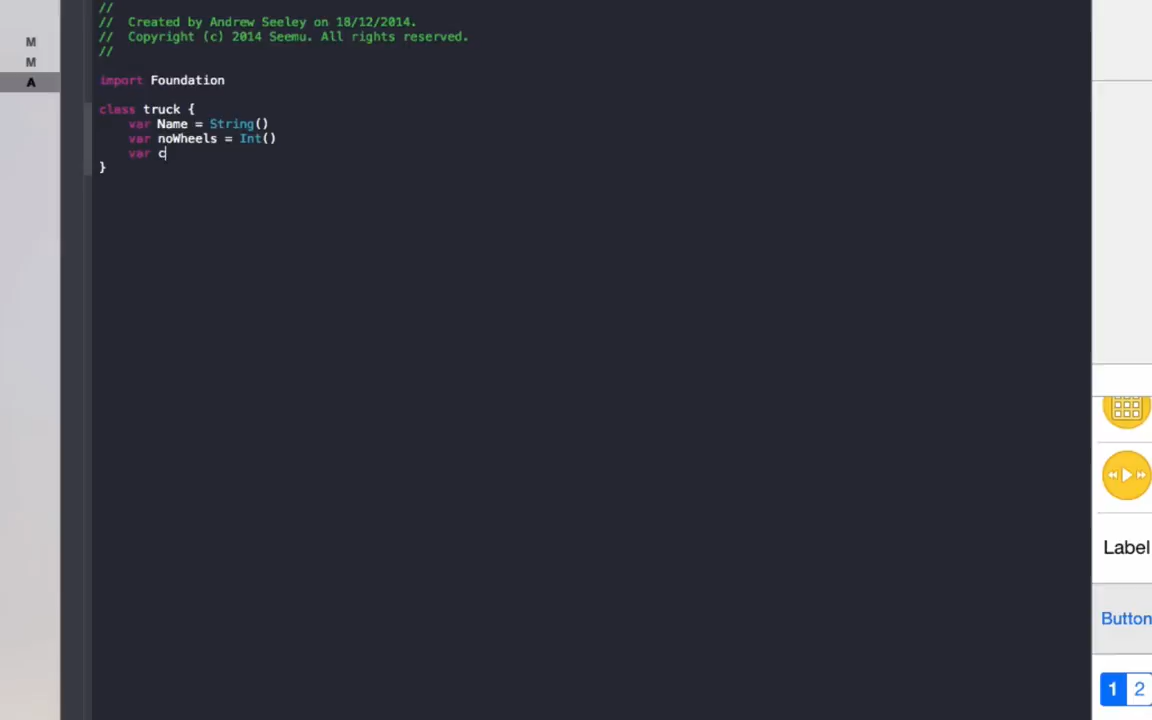 //
//  Created by Andrew Seeley on 18/12/2014.
//  Copyright (c) 2014 Seemu. All rights reserved.
//
M
M
A
import Foundation
class truck {
    var Name = String()
    var noWheels = Int()
    var c
}
Label
Button
1 2